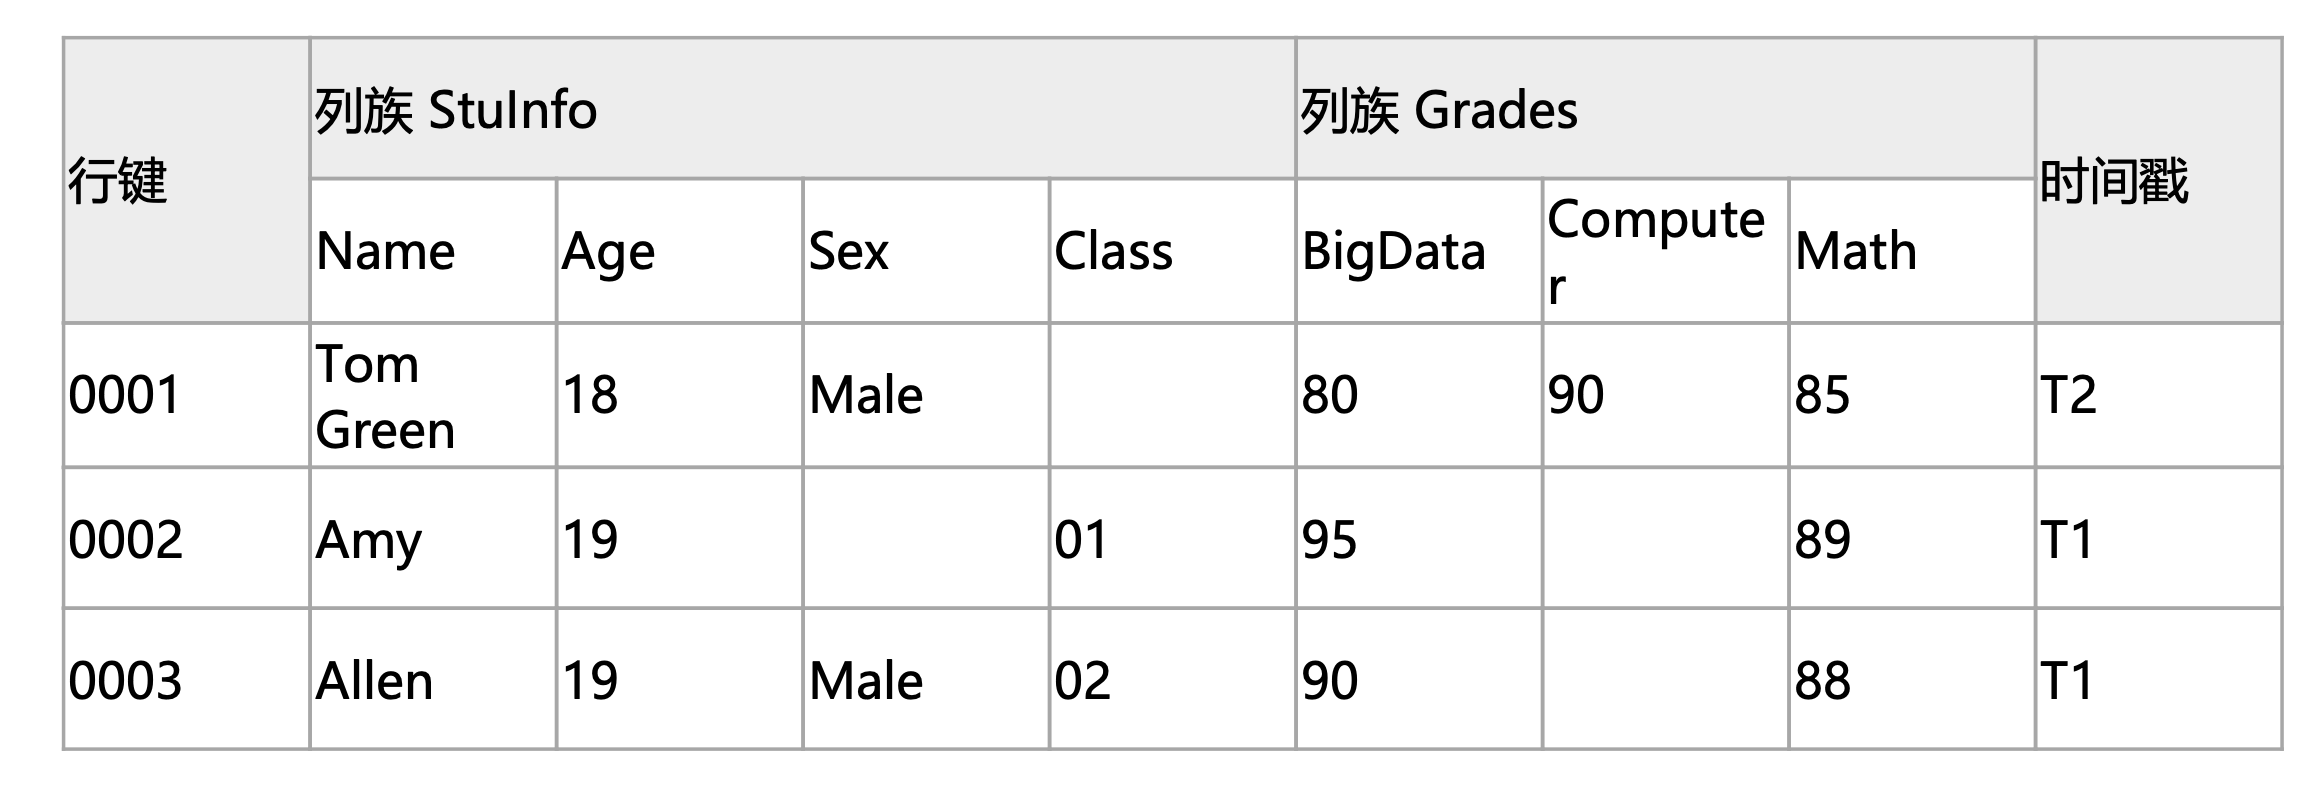 行键
列族 StuInfo
列族 Grades
时间戳
Name
Age
Sex
Class
BigData
Compute
r
Math
0001
Tom
Green
18
Male
80
90
85
T2
0002
Amy
19
01
95
89
T1
0003
Allen
19
Male
02
90
88
T1